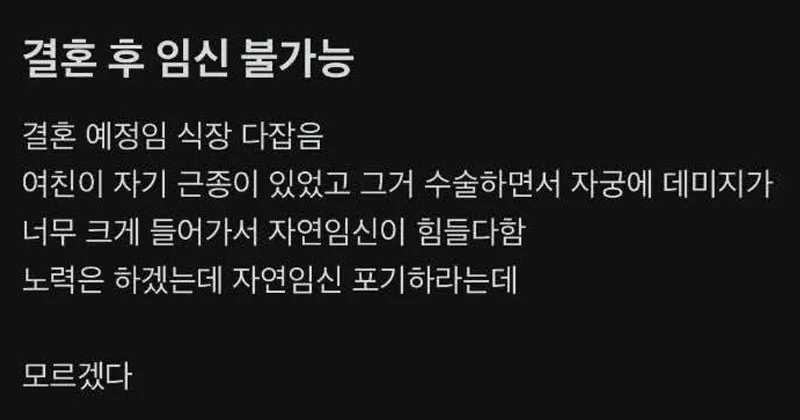 결혼 후 임신 불가능
결혼 예정임 식장 다잡음
여친이 자기 근종이 있었고 그거 수술하면서 자궁에 데미지가
너무 크게 들어가서 자연임신이 힘들다함
노력은 하겠는데 자연임신 포기하라는데
모르겠다